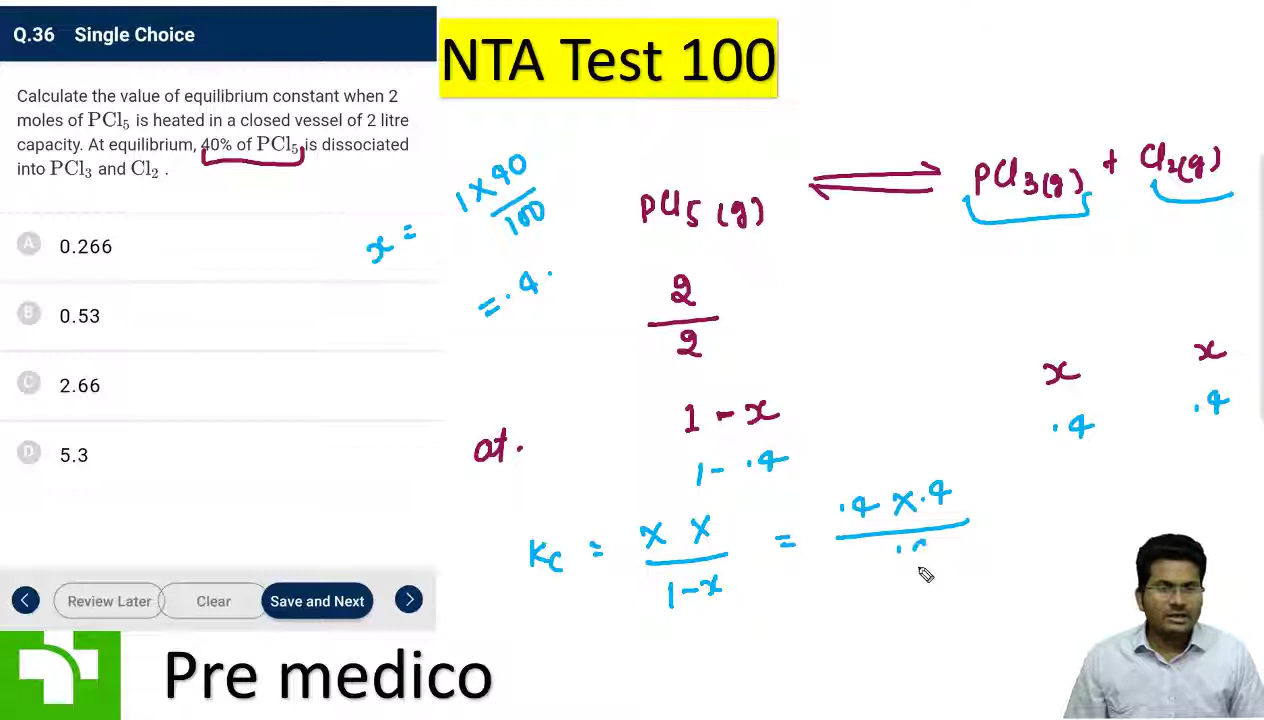 Q.36 Single Choice
NTA Test 100
Calculate the value of equilibrium constant when 2
moles of PCl5 is heated in a closed vessel of 2 litre
capacity. At equilibrium, 40% of PCl5 is dissociated
into PCl3 and Cl2 .
A 0.266
B 0.53
C 2.66
D 5.3
x = 1 × 40 / 100
= .4
PCl5 (g) ⇌ PCl3(g) + Cl2(g)
2 / 2
1 - x x x
at.
1 - .4 .4 .4
Kc = x x / 1-x = .4 x .4 /
Review Later Clear Save and Next
Pre medico